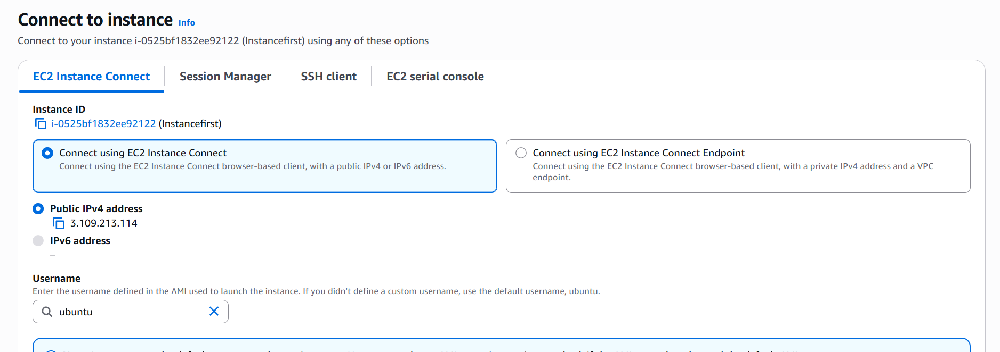 Connect to instance Info
Connect to your instance i-0525bf1832ee92122 (Instancefirst) using any of these options
EC2 Instance Connect Session Manager SSH client EC2 serial console
Instance ID
i-0525bf1832ee92122 (Instancefirst)
Connect using EC2 Instance Connect
Connect using the EC2 Instance Connect browser-based client, with a public IPv4 or IPv6 address.
Connect using EC2 Instance Connect Endpoint
Connect using the EC2 Instance Connect browser-based client, with a private IPv4 address and a VPC
endpoint.
Public IPv4 address
3.109.213.114
IPv6 address
–
Username
Enter the username defined in the AMI used to launch the instance. If you didn't define a custom username, use the default username, ubuntu.
ubuntu